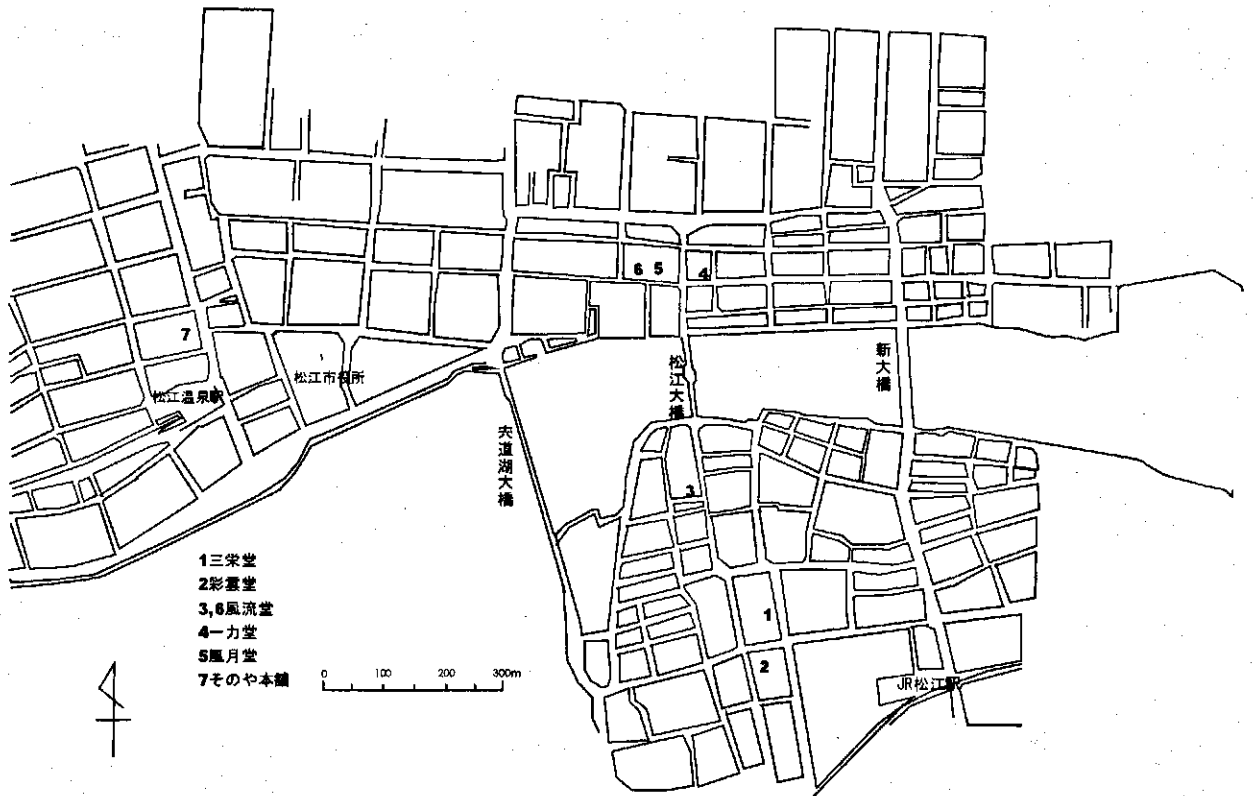 6 5
4
7
松江市役所
松江温泉駅
松江大橋
新大橋
宍道湖大橋
3
1三栄堂
2彩雲堂
3,6風流堂
4一力堂
5風月堂
7そのや本舗
0 100 200 300m
1
2
JR松江駅